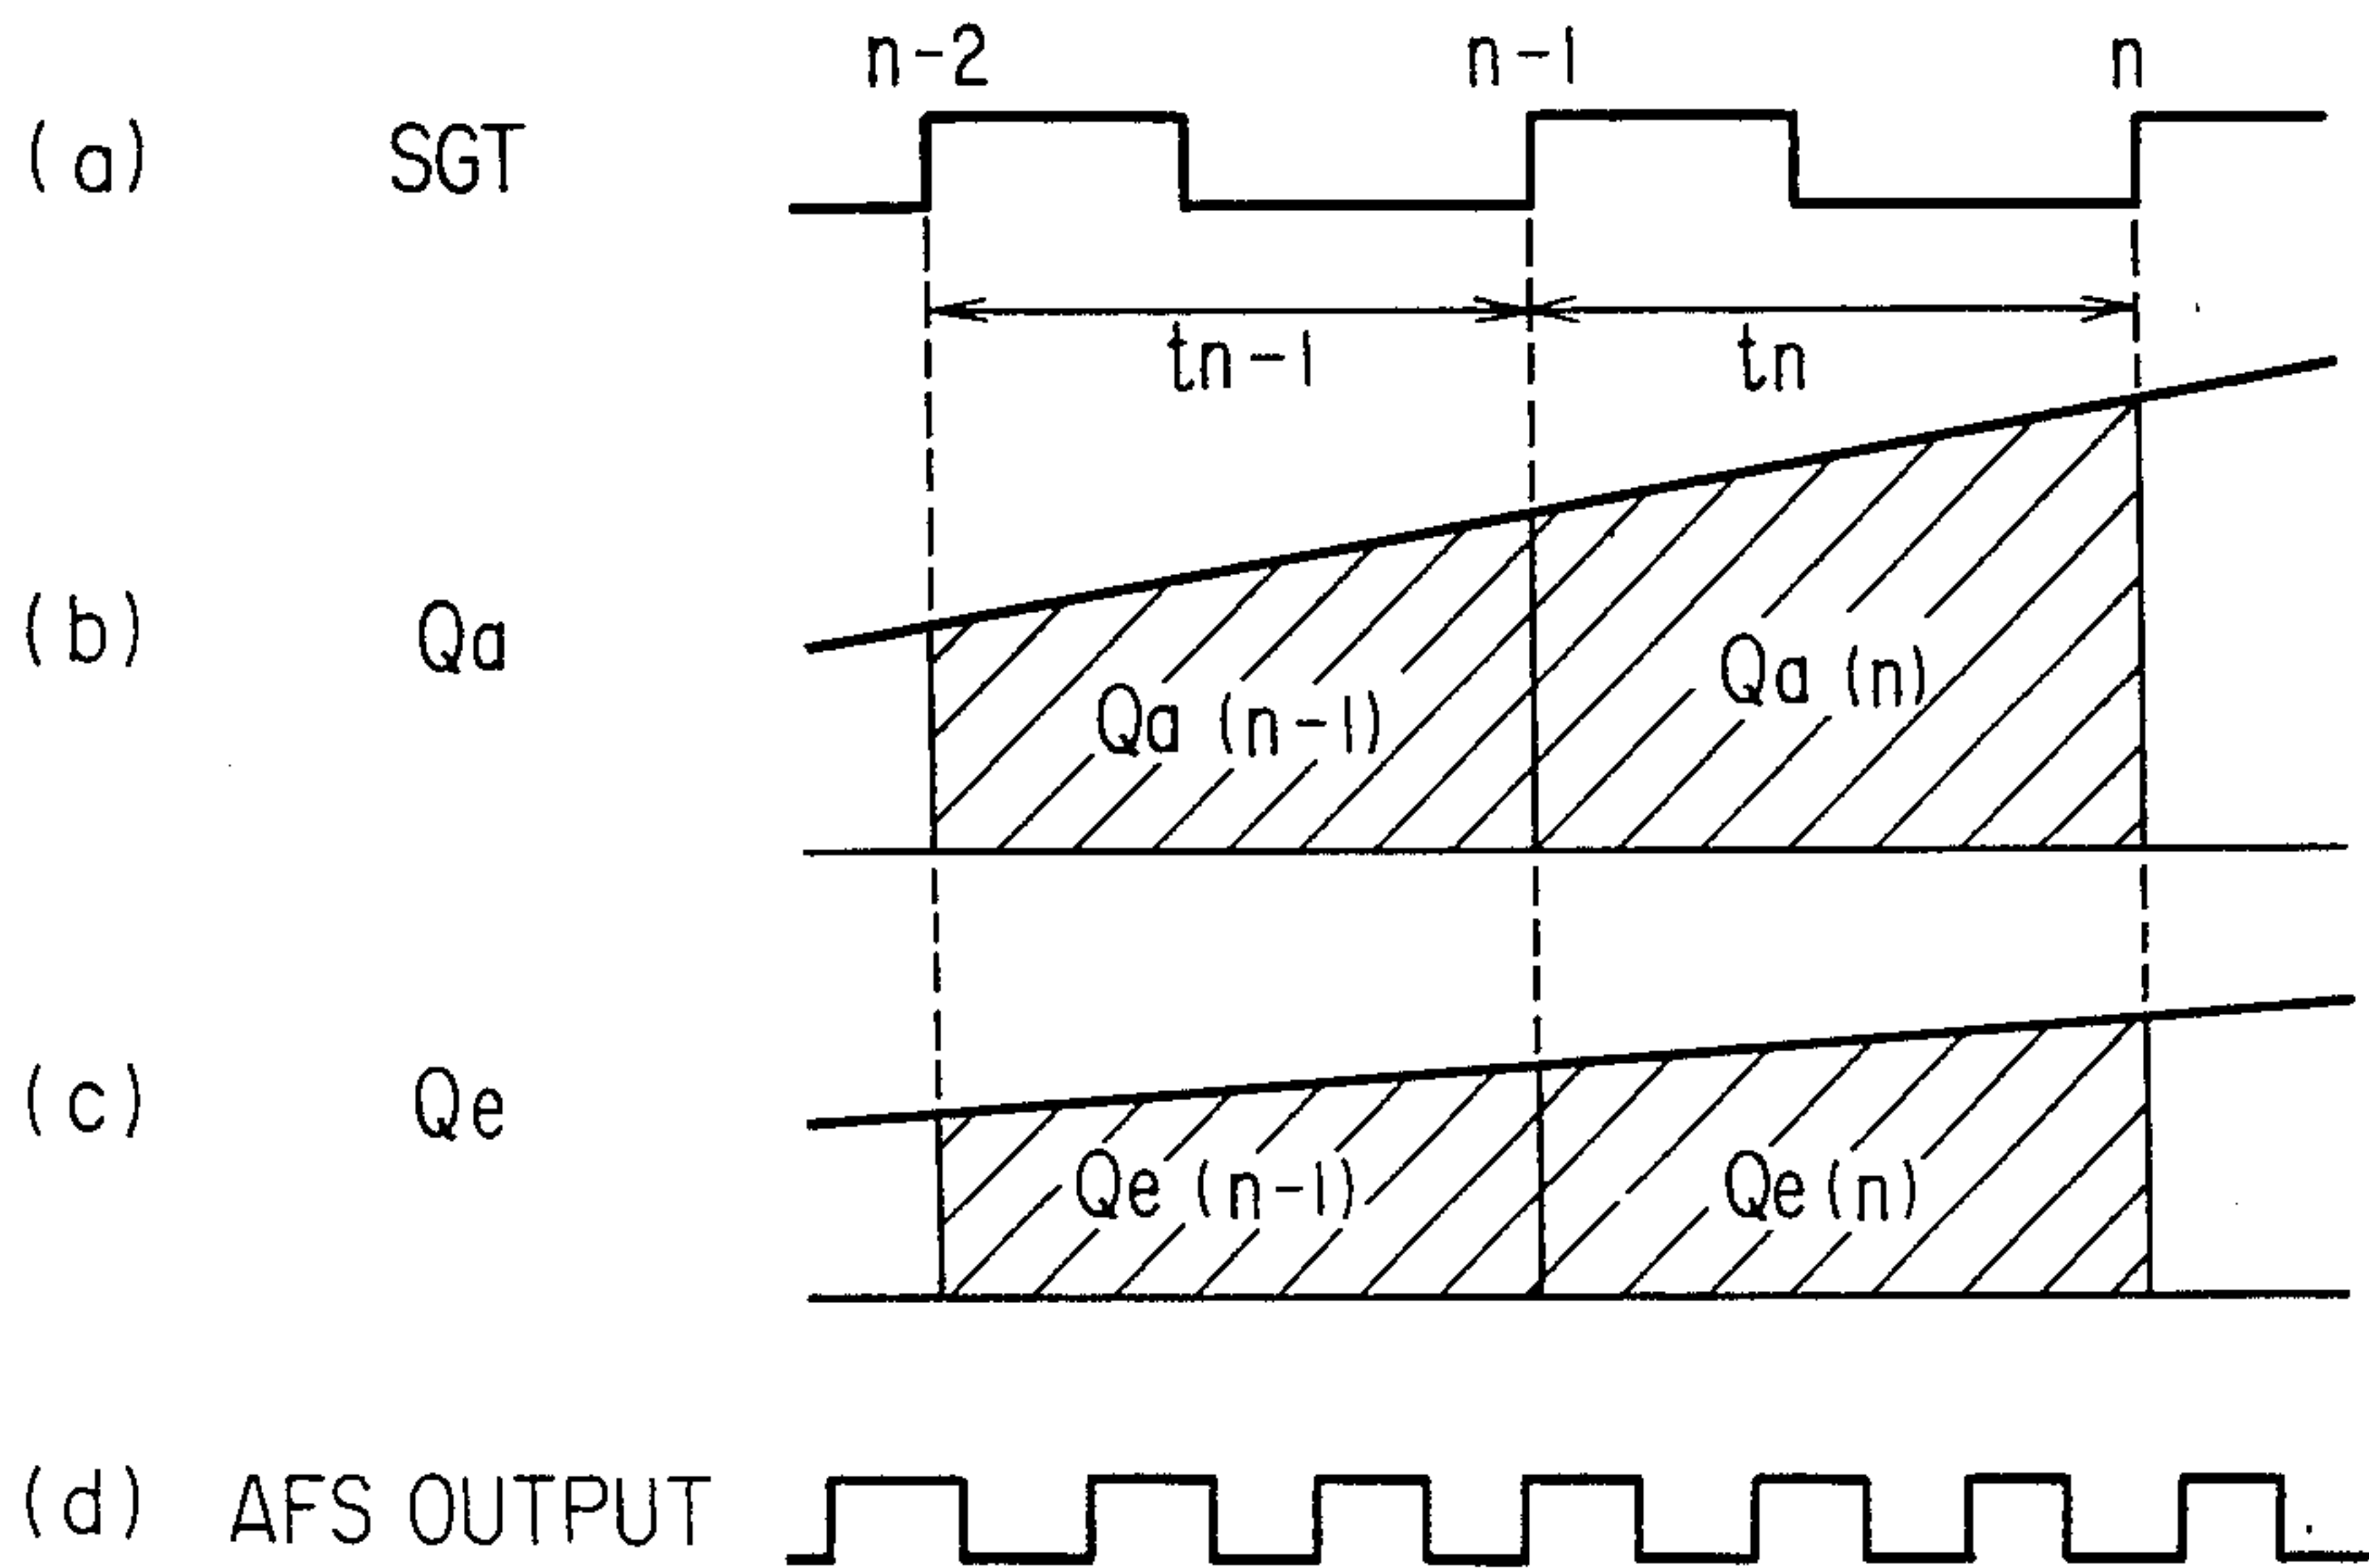 n-2 n-1 n
(a) SGT
tn-1 tn
(b) Qa
Qa (n-1) Qa (n)
(c) Qe
Qe (n-1) Qe (n)
(d) AFS OUTPUT